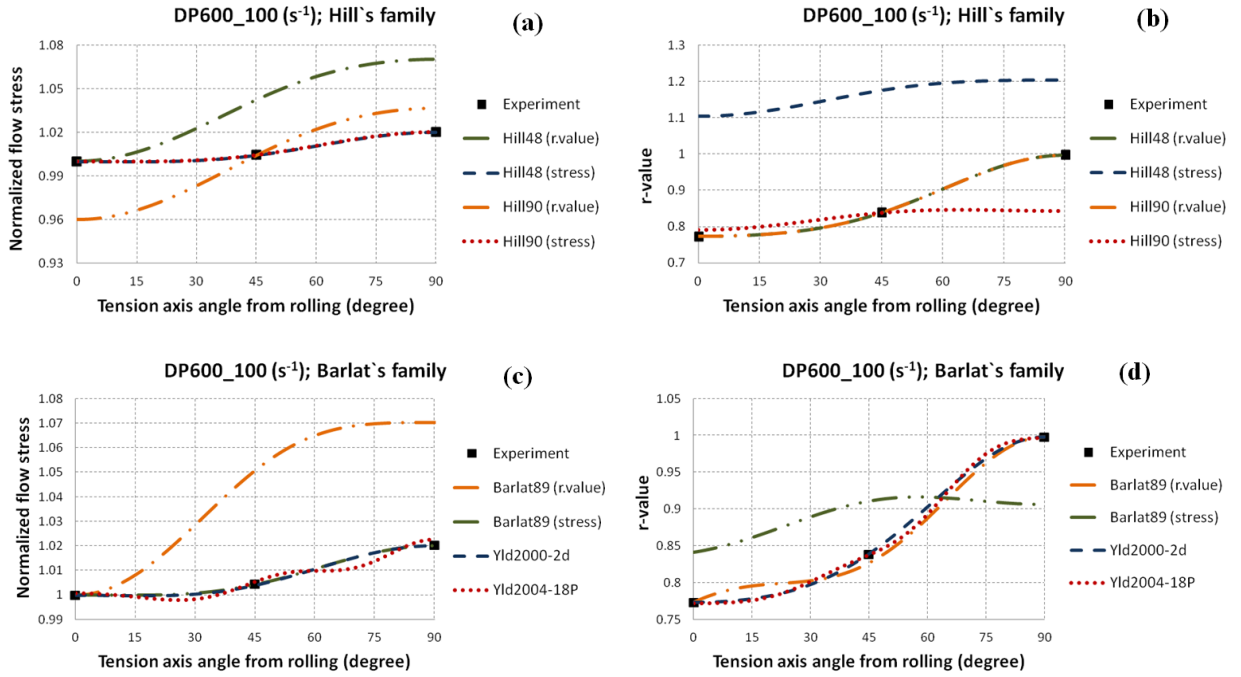 DP600_100 (s-1); Hill`s family
(a)
Normalized flow stress
1.08
1.05
1.02
0.99
0.96
0.93
0
15
30
45
60
75
90
Tension axis angle from rolling (degree)
Experiment
Hill48 (r.value)
Hill48 (stress)
Hill90 (r.value)
Hill90 (stress)
DP600_100 (s-1); Hill`s family
(b)
r-value
1.3
1.2
1.1
1
0.9
0.8
0.7
0
15
30
45
60
75
90
Tension axis angle from rolling (degree)
Experiment
Hill48 (r.value)
Hill48 (stress)
Hill90 (r.value)
Hill90 (stress)
DP600_100 (s-1); Barlat`s family
(c)
Normalized flow stress
1.08
1.07
1.06
1.05
1.04
1.03
1.02
1.01
1
0.99
0
15
30
45
60
75
90
Tension axis angle from rolling (degree)
Experiment
Barlat89 (r.value)
Barlat89 (stress)
Yld2000-2d
Yld2004-18P
DP600_100 (s-1); Barlat`s family
(d)
r-value
1.05
1
0.95
0.9
0.85
0.8
0.75
0
15
30
45
60
75
90
Tension axis angle from rolling (degree)
Experiment
Barlat89 (r.value)
Barlat89 (stress)
Yld2000-2d
Yld2004-18P